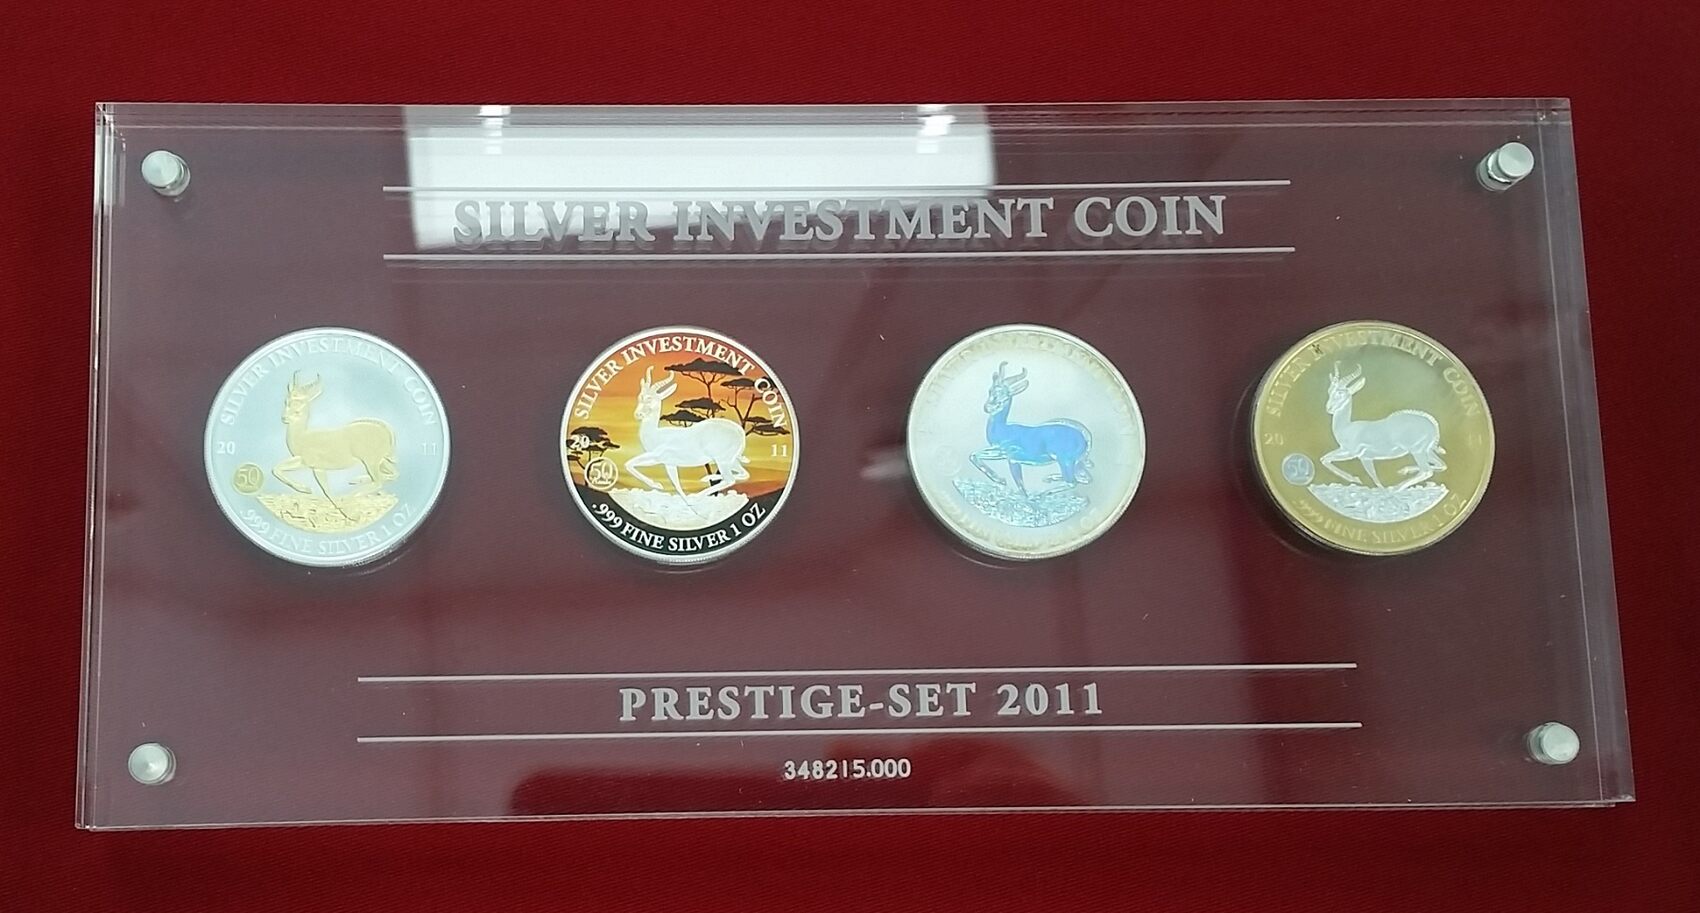 SILVER INVESTMENT COIN
SILVER INVESTMENT COIN
20 11
50
.999 FINE SILVER 1 OZ
SILVER INVESTMENT COIN
20 11
50
.999 FINE SILVER 1 OZ
SILVER INVESTMENT COIN
20 11
50
.999 FINE SILVER 1 OZ
PRESTIGE-SET 2011
348215.000